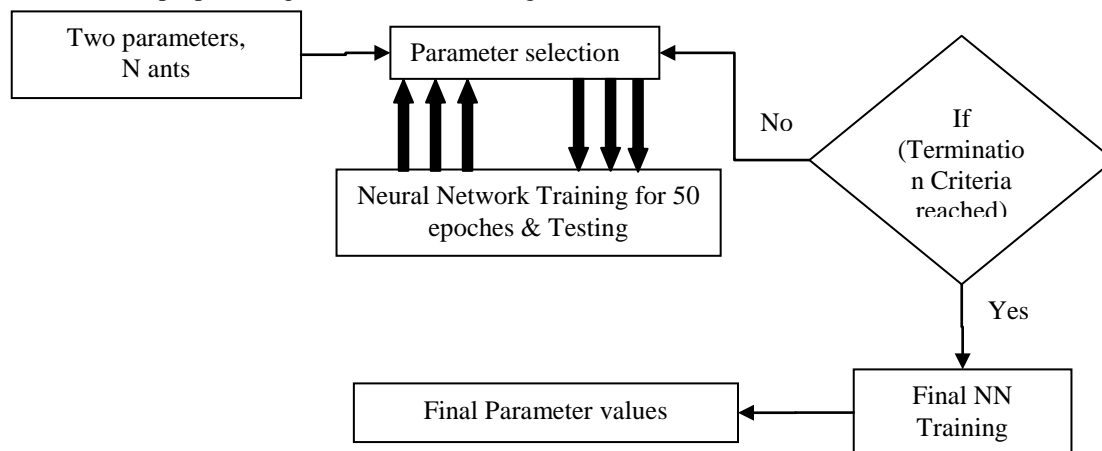 Two parameters,
N ants
Parameter selection
No
If
(Terminatio
n Criteria
reached)
Neural Network Training for 50
epoches & Testing
Yes
Final Parameter values
Final NN
Training